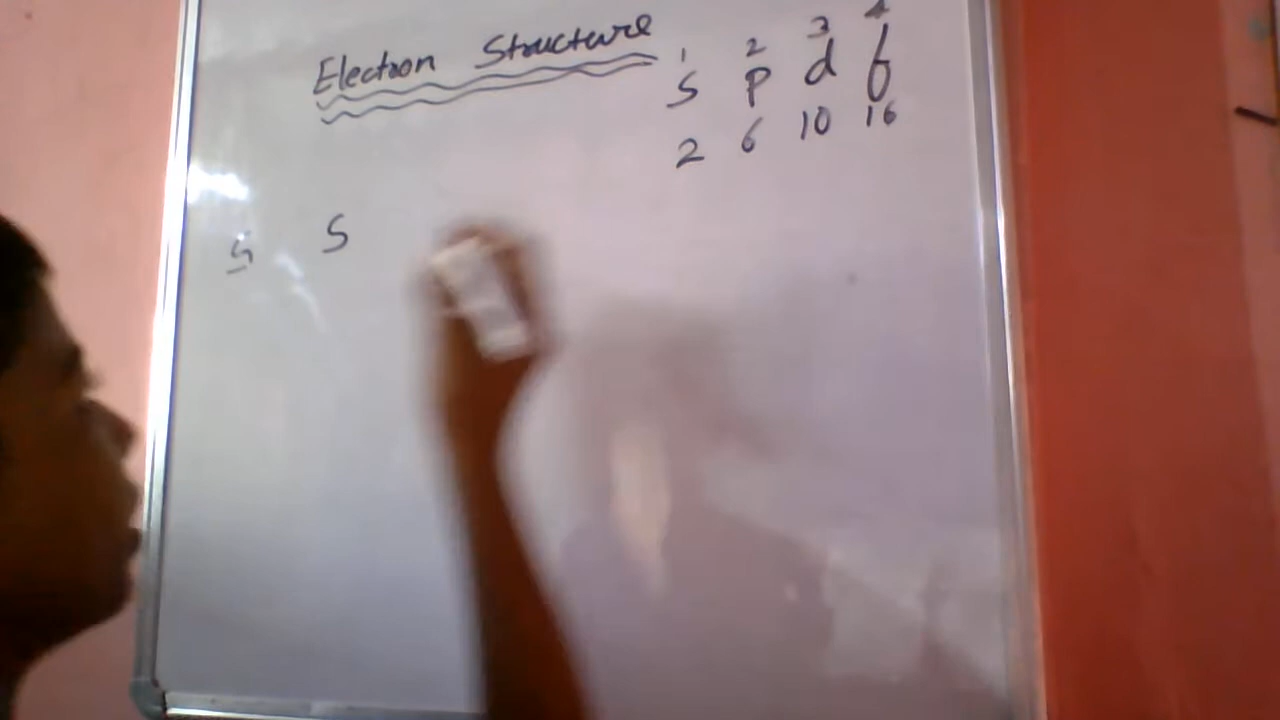 Electron Structure
1 2 3 4
s p d f
2 6 10 16
S S